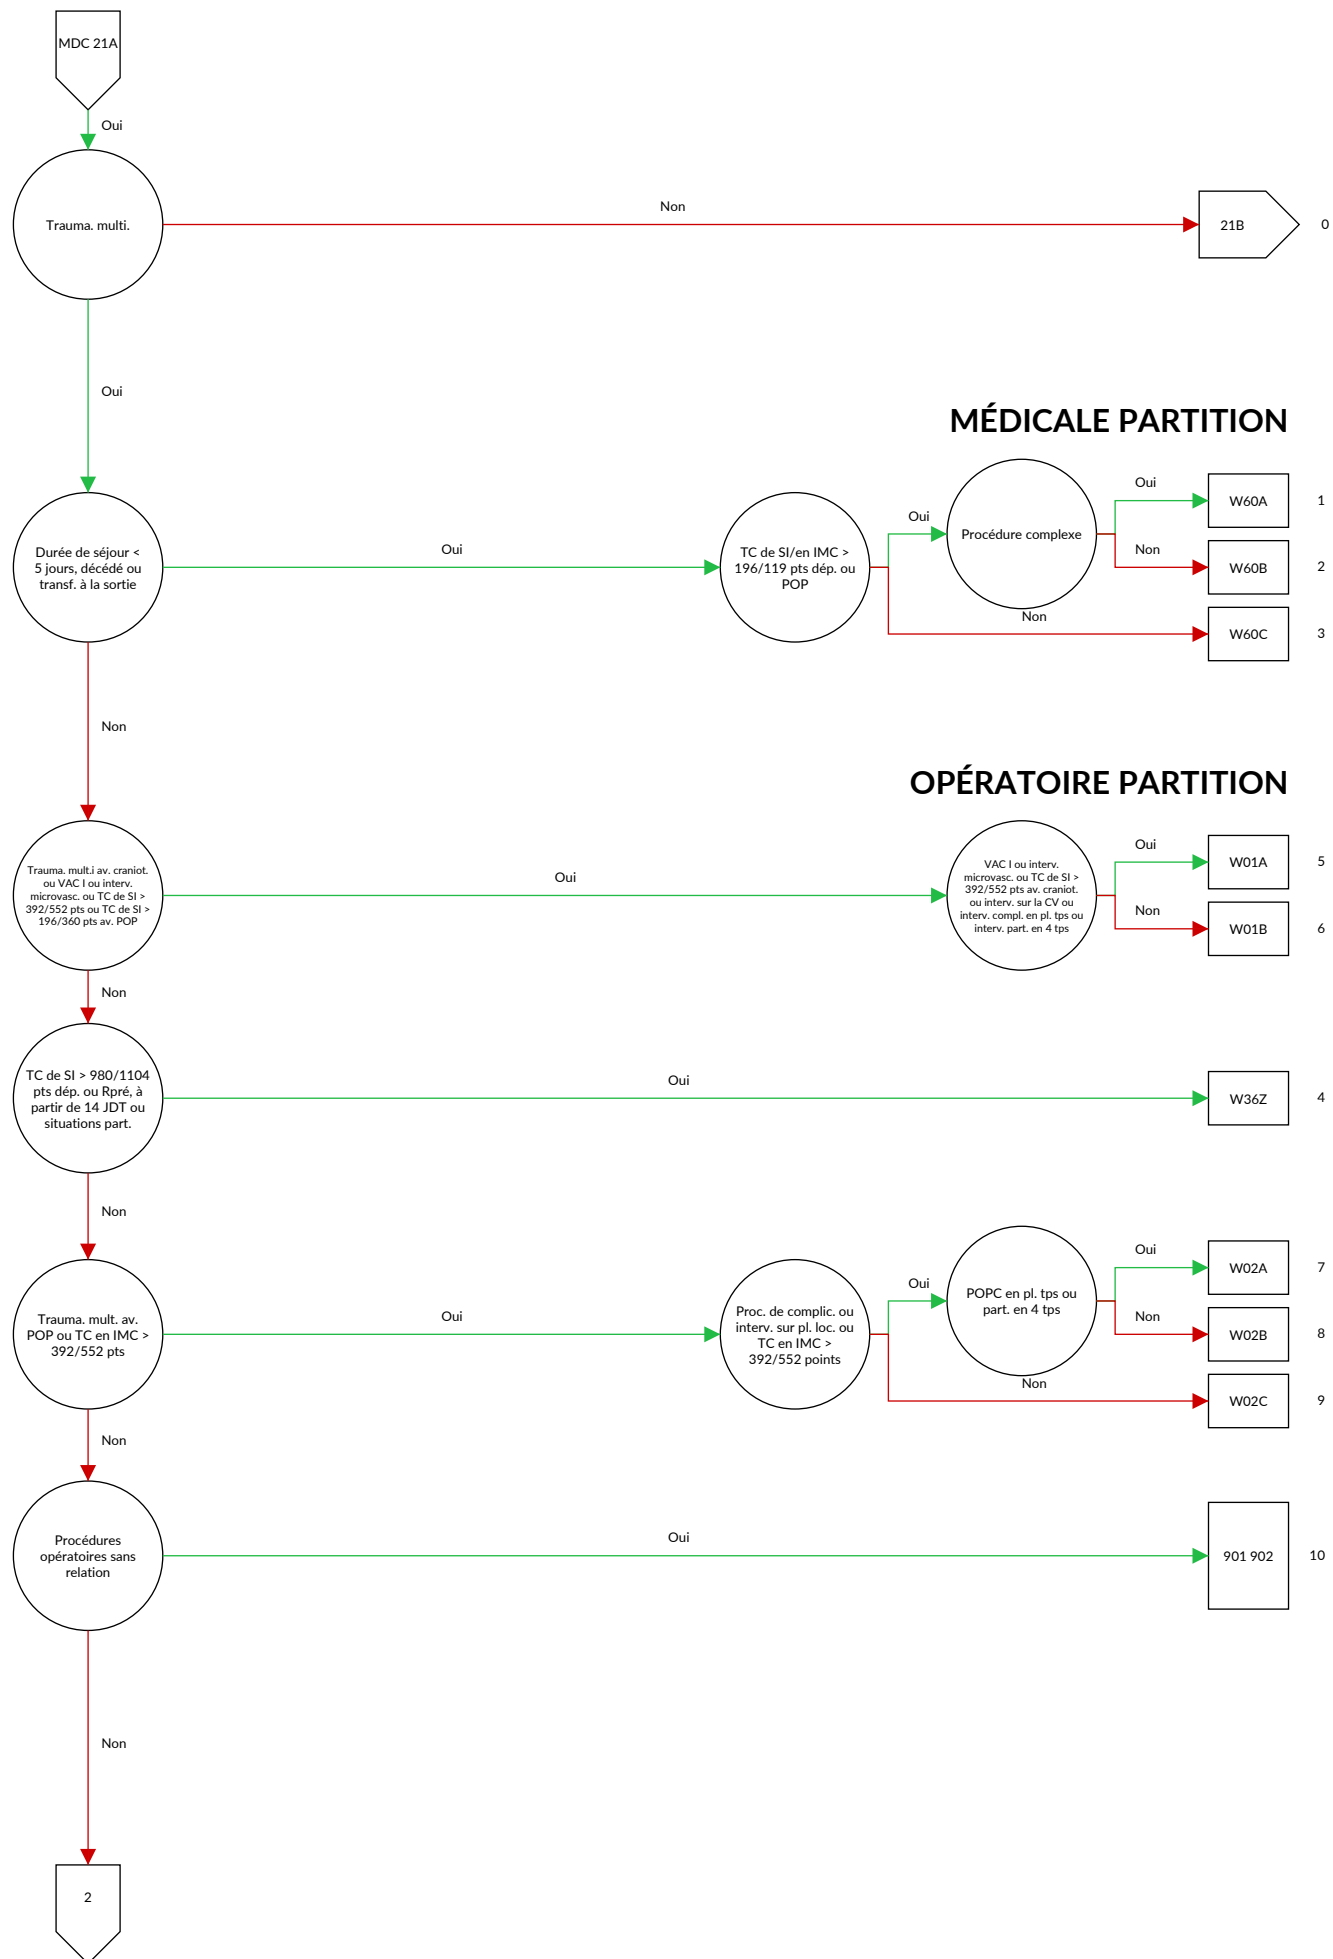 MDC 21A
Oui
Trauma. multi.
Non
21B
0
Oui
MÉDICALE PARTITION
Durée de séjour <
5 jours, décédé ou
transf. à la sortie
Oui
TC de SI/en IMC >
196/119 pts dép. ou
POP
Oui
Procédure complexe
Oui
W60A
1
Non
W60B
2
Non
W60C
3
Non
OPÉRATOIRE PARTITION
Trauma. mult.i av. craniot.
ou VAC I ou interv.
microvasc. ou TC de SI >
392/552 pts ou TC de SI >
196/360 pts av. POP
Oui
VAC I ou interv.
microvasc. ou TC de SI >
392/552 pts av. craniot.
ou interv. sur la CV ou
interv. compl. en pl. tps ou
interv. part. en 4 tps
Oui
W01A
5
Non
W01B
6
Non
TC de SI > 980/1104
pts dép. ou Rpré, à
partir de 14 JDT ou
situations part.
Oui
W36Z
4
Non
Trauma. mult. av.
POP ou TC en IMC >
392/552 pts
Oui
Proc. de complic. ou
interv. sur pl. loc. ou
TC en IMC >
392/552 points
Oui
POPC en pl. tps ou
part. en 4 tps
Oui
W02A
7
Non
W02B
8
Non
W02C
9
Non
Procédures
opératoires sans
relation
Oui
901 902
10
Non
2